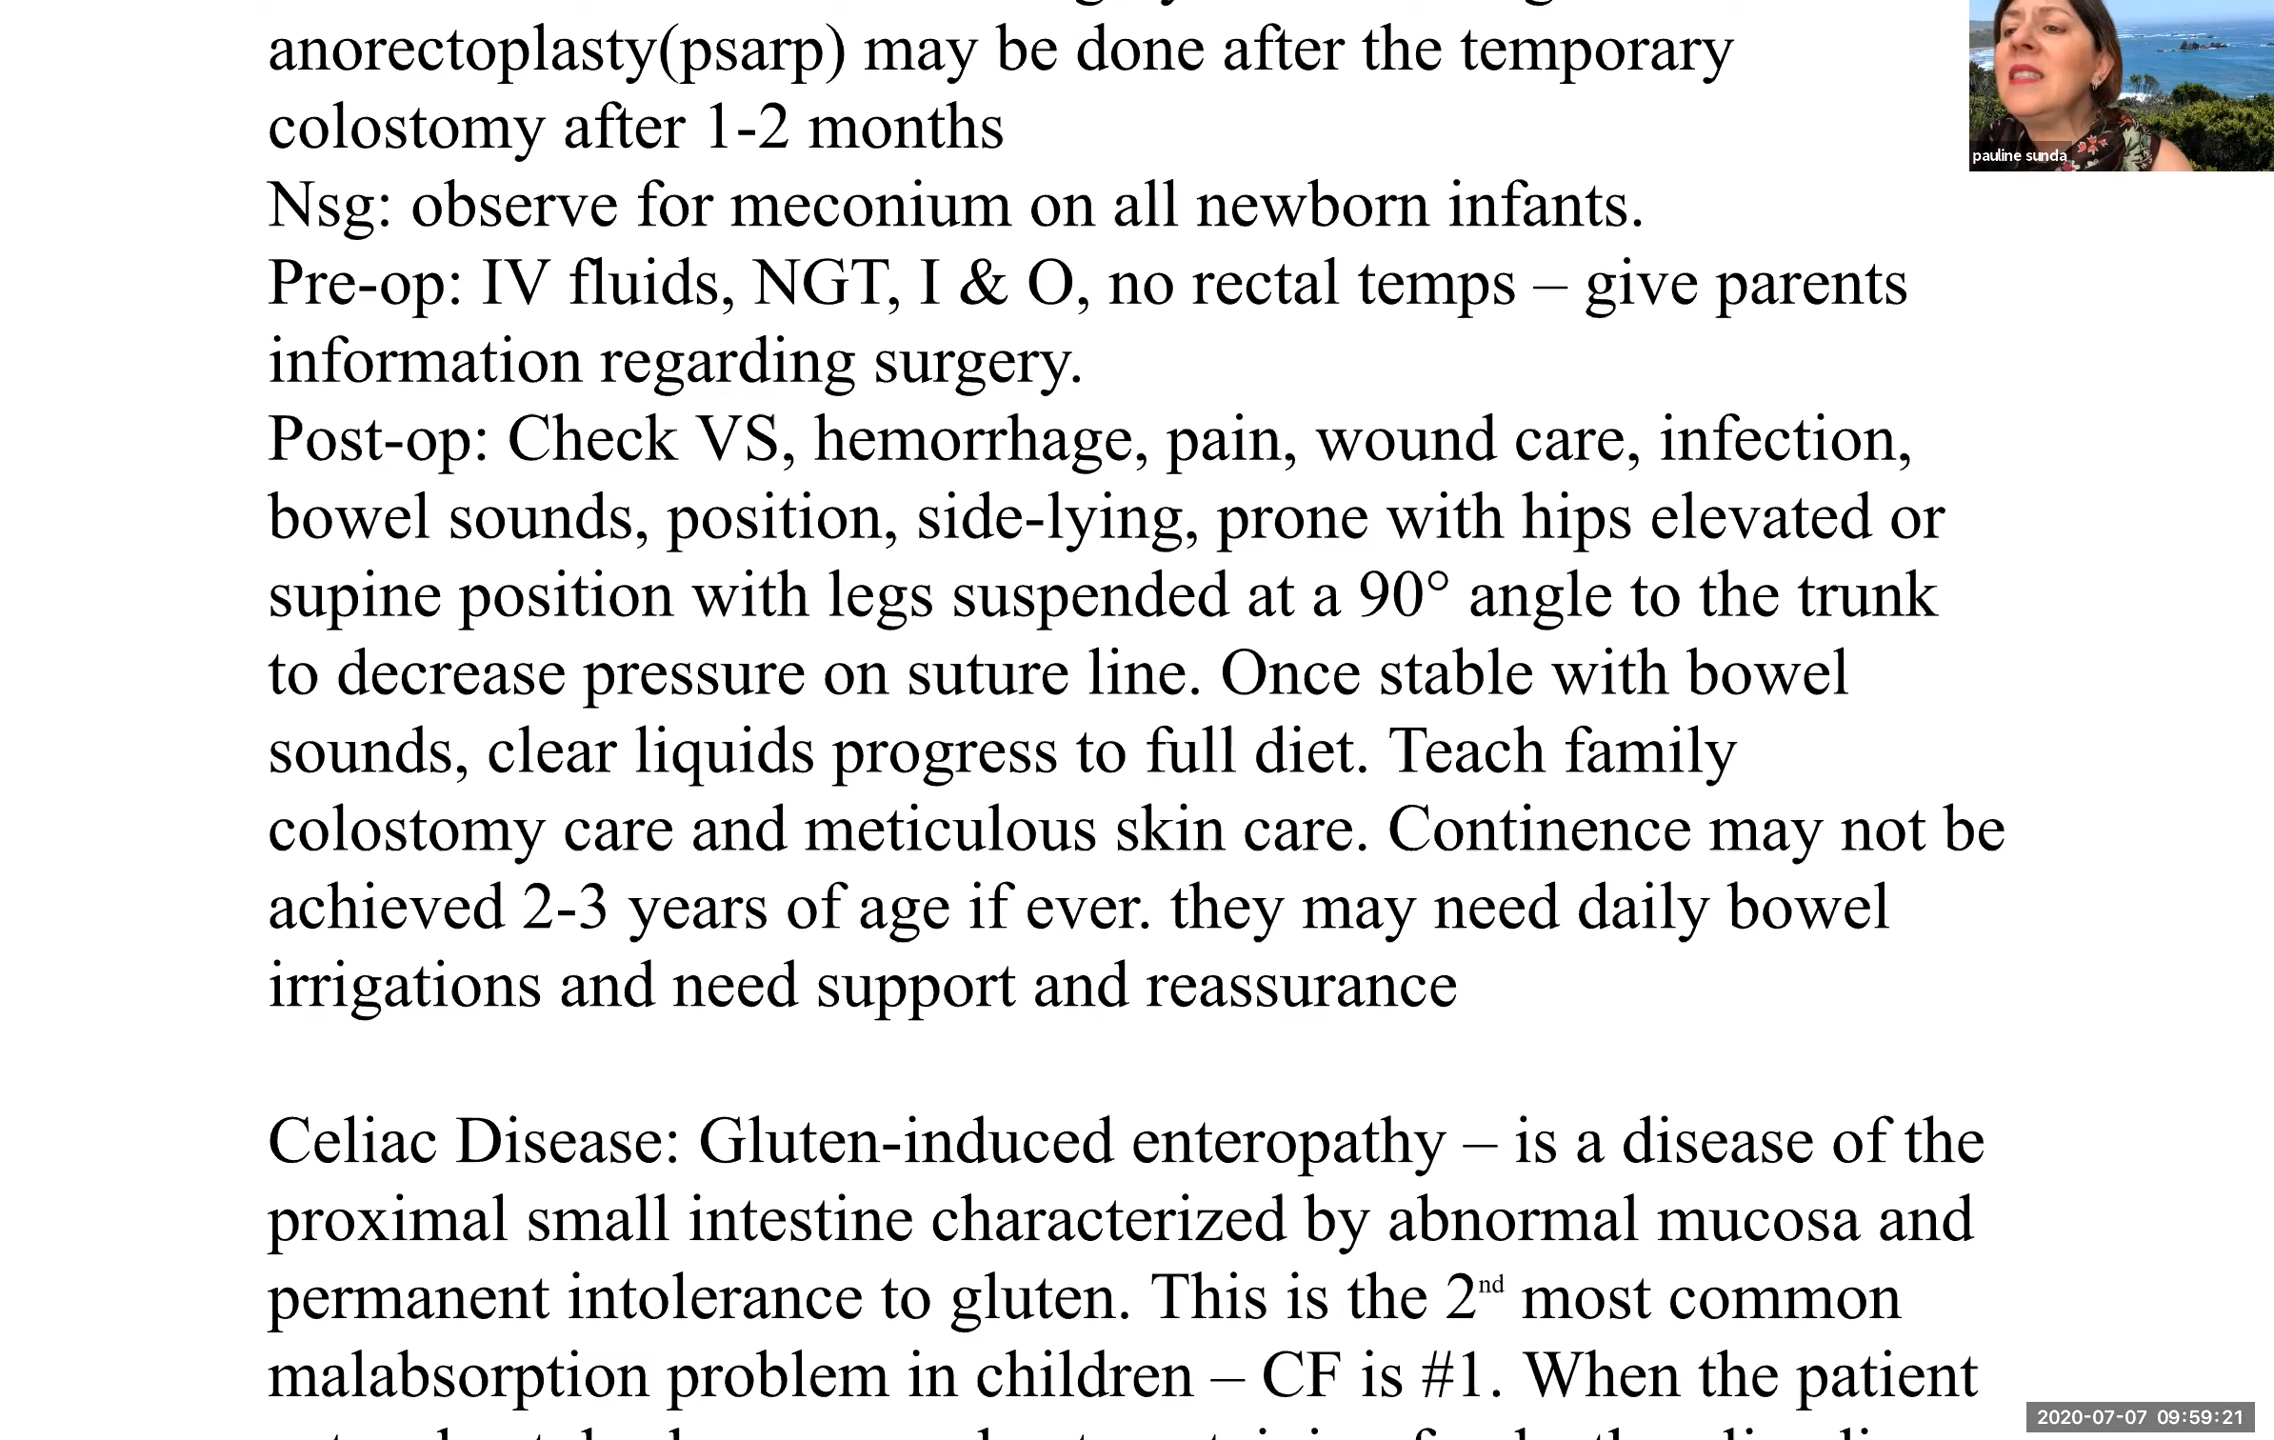 anorectoplasty(psarp) may be done after the temporary
colostomy after 1-2 months
Nsg: observe for meconium on all newborn infants.
Pre-op: IV fluids, NGT, I & O, no rectal temps – give parents
information regarding surgery.
Post-op: Check VS, hemorrhage, pain, wound care, infection,
bowel sounds, position, side-lying, prone with hips elevated or
supine position with legs suspended at a 90° angle to the trunk
to decrease pressure on suture line. Once stable with bowel
sounds, clear liquids progress to full diet. Teach family
colostomy care and meticulous skin care. Continence may not be
achieved 2-3 years of age if ever. they may need daily bowel
irrigations and need support and reassurance
Celiac Disease: Gluten-induced enteropathy – is a disease of the
proximal small intestine characterized by abnormal mucosa and
permanent intolerance to gluten. This is the 2nd most common
malabsorption problem in children – CF is #1. When the patient
pauline sunda
2020-07-07 09:59:21